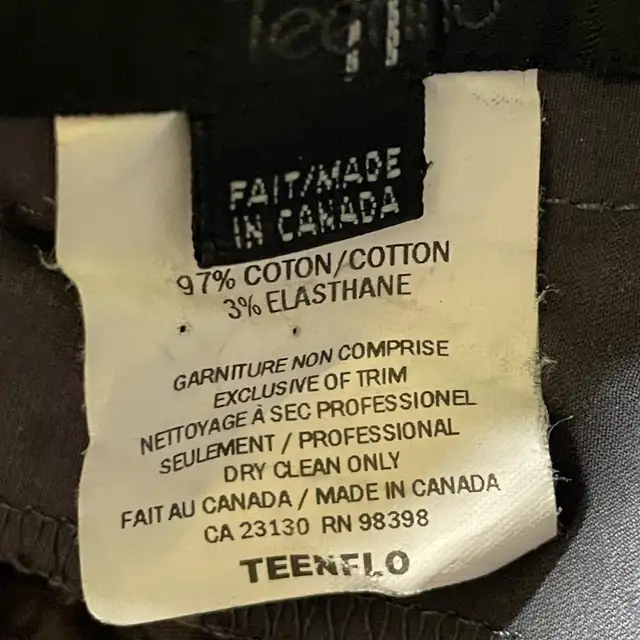 Teenflo
FAIT/MADE
IN CANADA
97% COTON/COTTON
3% ELASTHANE
GARNITURE NON COMPRISE
EXCLUSIVE OF TRIM
NETTOYAGE À SEC PROFESSIONEL
SEULEMENT / PROFESSIONAL
DRY CLEAN ONLY
FAIT AU CANADA / MADE IN CANADA
CA 23130 RN 98398
TEENFLO